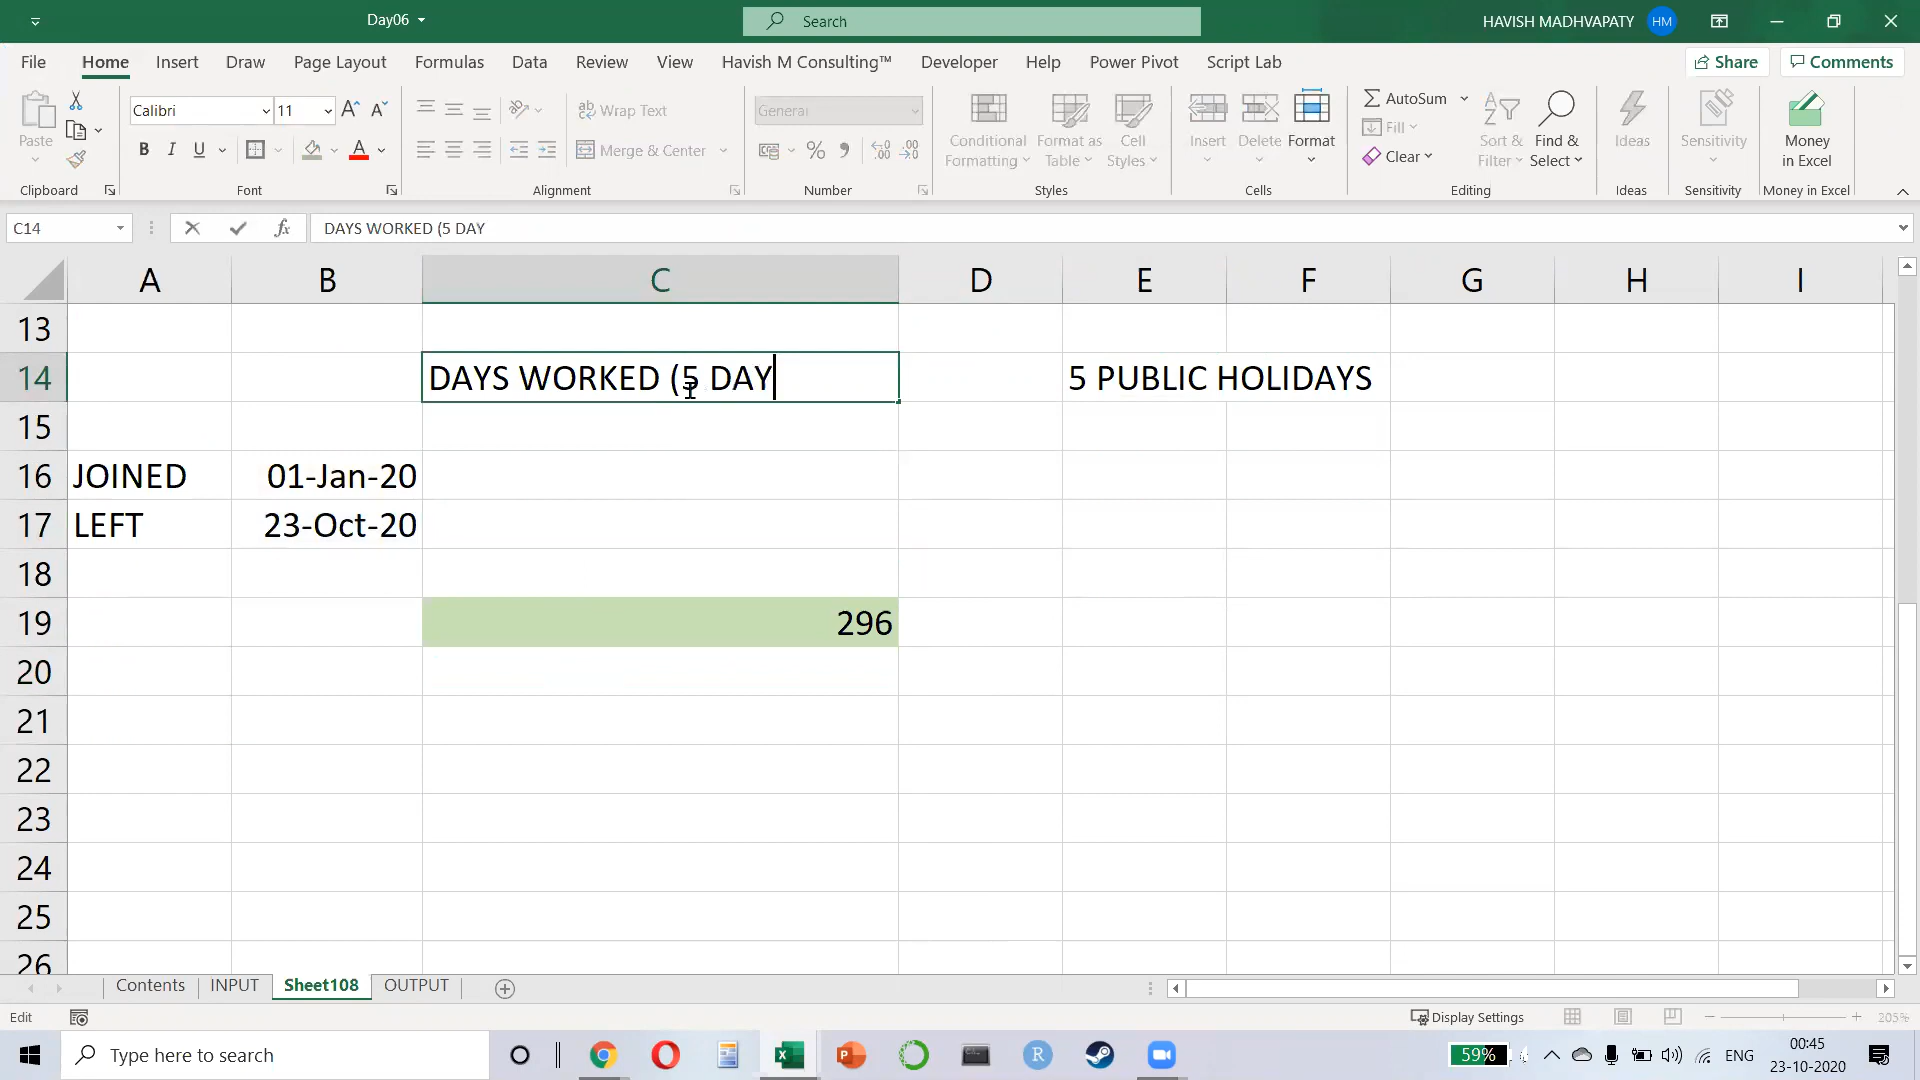 Day06
Search
HAVISH MADHVAPATY HM
File Home Insert Draw Page Layout Formulas Data Review View Havish M Consulting™ Developer Help Power Pivot Script Lab Share Comments
Paste
Calibri 11
B I U A
Wrap Text
Merge & Center
General
Conditional Formatting
Format as Table
Cell Styles
Insert Delete Format
AutoSum
Fill
Clear
Sort & Filter
Find & Select
Ideas
Sensitivity
Money in Excel
Clipboard Font Alignment Number Styles Cells Editing Ideas Sensitivity Money in Excel
C14 fx DAYS WORKED (5 DAY
A B C D E F G H I
13
14 DAYS WORKED (5 DAY 5 PUBLIC HOLIDAYS
15
16 JOINED 01-Jan-20
17 LEFT 23-Oct-20
18
19 296
20
21
22
23
24
25
26
Contents INPUT Sheet108 OUTPUT
Edit Display Settings 205%
Type here to search 59% ENG 00:45
23-10-2020